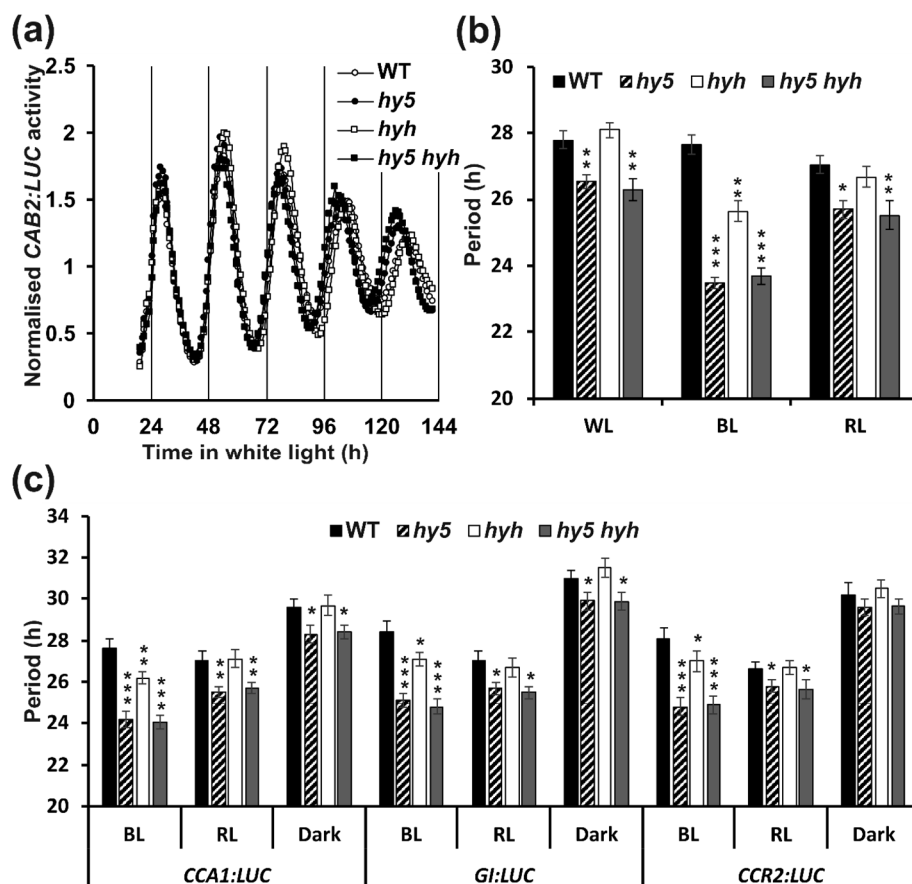 (a)
Normalised CAB2:LUC activity
2.5
2
1.5
1
0.5
0
0 24 48 72 96 120 144
Time in white light (h)
WT
hy5
hyh
hy5 hyh
(b)
Period (h)
30
28
26
24
22
20
WT hy5 hyh hy5 hyh
** ** *** ** *** * **
WL BL RL
(c)
Period (h)
34
32
30
28
26
24
22
20
WT hy5 hyh hy5 hyh
*** ** *** ** ** * * *** * *** * * * * *** * *** * *
BL RL Dark BL RL Dark BL RL Dark
CCA1:LUC GI:LUC CCR2:LUC